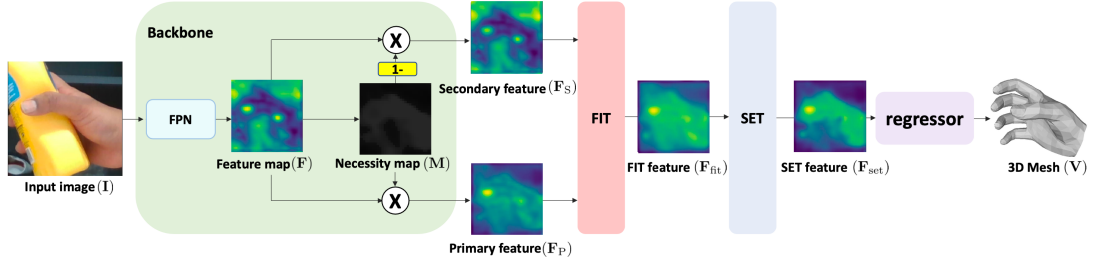 Backbone
X
1-
Secondary feature (F_S)
FPN
Feature map(F)
Necessity map (M)
Input image (I)
X
Primary feature(F_P)
FIT
FIT feature (F_fit)
SET
SET feature (F_set)
regressor
3D Mesh (V)